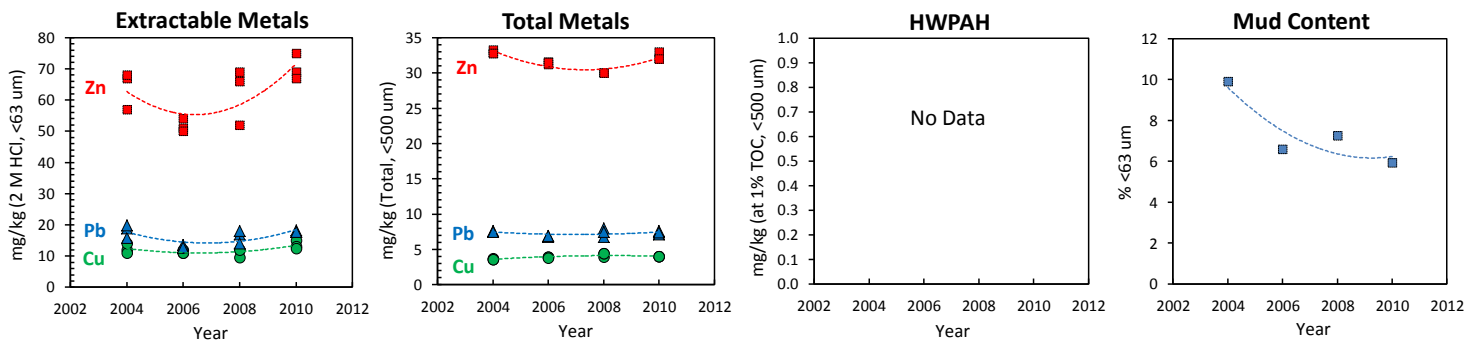 Extractable Metals
mg/kg (2 M HCl, <63 um)
80
70
60
50
40
30
20
10
0
Zn
Pb
Cu
2002 2004 2006 2008 2010 2012
Year
Total Metals
mg/kg (Total, <500 um)
35
30
25
20
15
10
5
0
Zn
Pb
Cu
2002 2004 2006 2008 2010 2012
Year
HWPAH
mg/kg (at 1% TOC, <500 um)
1.0
0.9
0.8
0.7
0.6
0.5
0.4
0.3
0.2
0.1
0.0
No Data
2002 2004 2006 2008 2010 2012
Year
Mud Content
% <63 um
12
10
8
6
4
2
0
2002 2004 2006 2008 2010 2012
Year